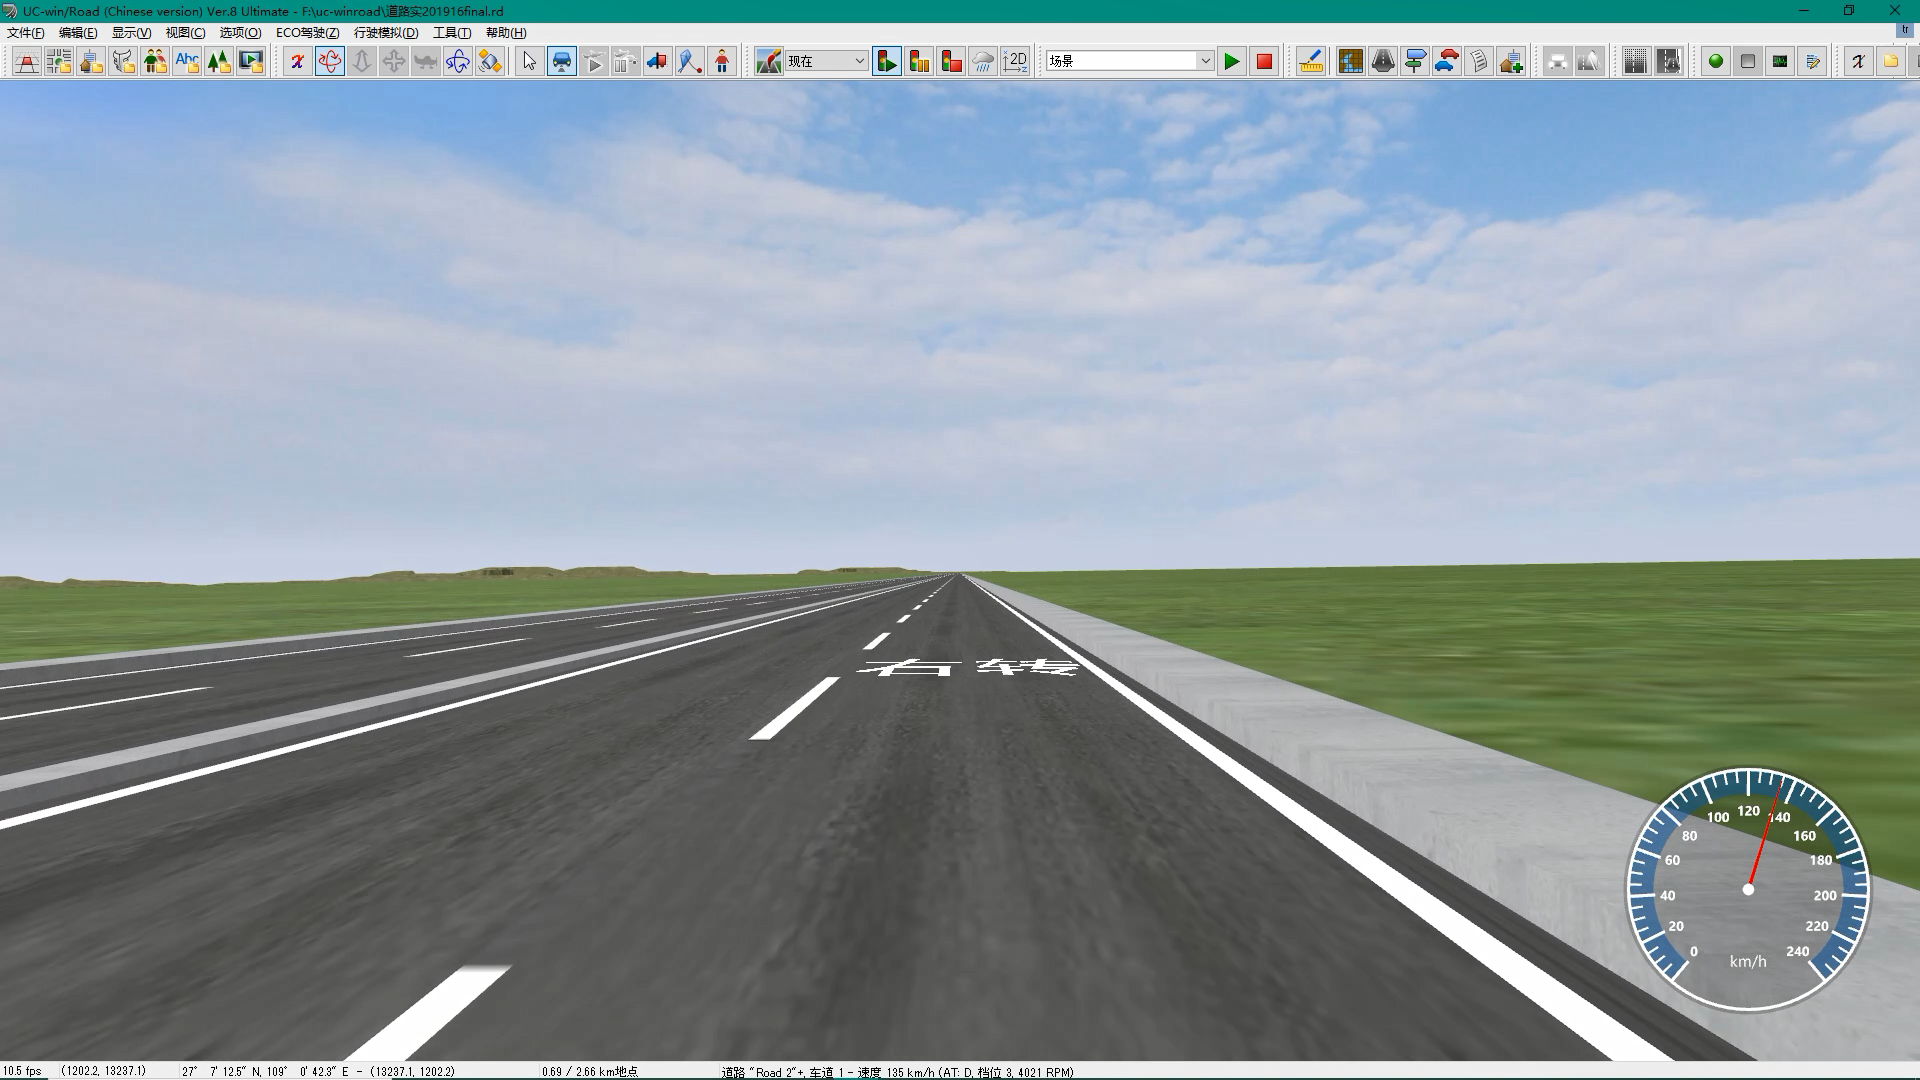 UC-win/Road (Chinese version) Ver.8 Ultimate - F:\uc-winroad\道路实201916final.rd
文件(F) 编辑(E) 显示(V) 视图(C) 选项(O) ECO驾驶(Z) 行驶模拟(D) 工具(T) 帮助(H)
tr
Abc 现在 2D 场景
右转
0 20 40 60 80 100 120 140 160 180 200 220 240
km/h
10.5 fps (1202.2, 13237.1) 27° 7' 12.5" N, 109° 0' 42.3" E - (13237.1, 1202.2) 0.69 / 2.66 km地点 道路 "Road 2"+, 车道 1 - 速度 135 km/h (AT: D, 档位 3, 4021 RPM)